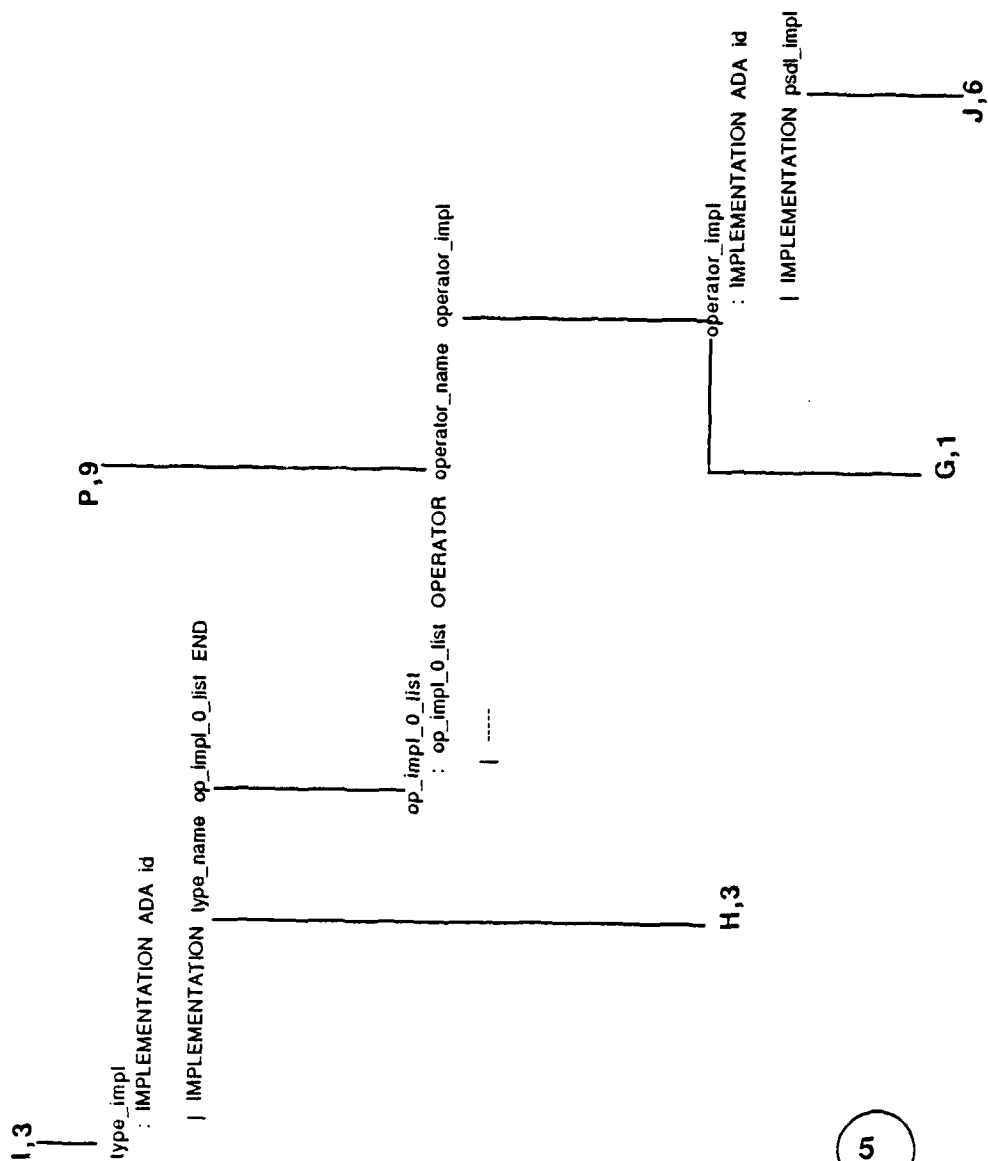 I,3
type_impl
: IMPLEMENTATION ADA id
| IMPLEMENTATION type_name op_impl_0_list END
H,3
op_impl_0_list
: op_impl_0_list OPERATOR operator_name operator_impl
| -----
P,9
operator_impl
: IMPLEMENTATION ADA id
| IMPLEMENTATION psdl_impl
G,1
J,6
5